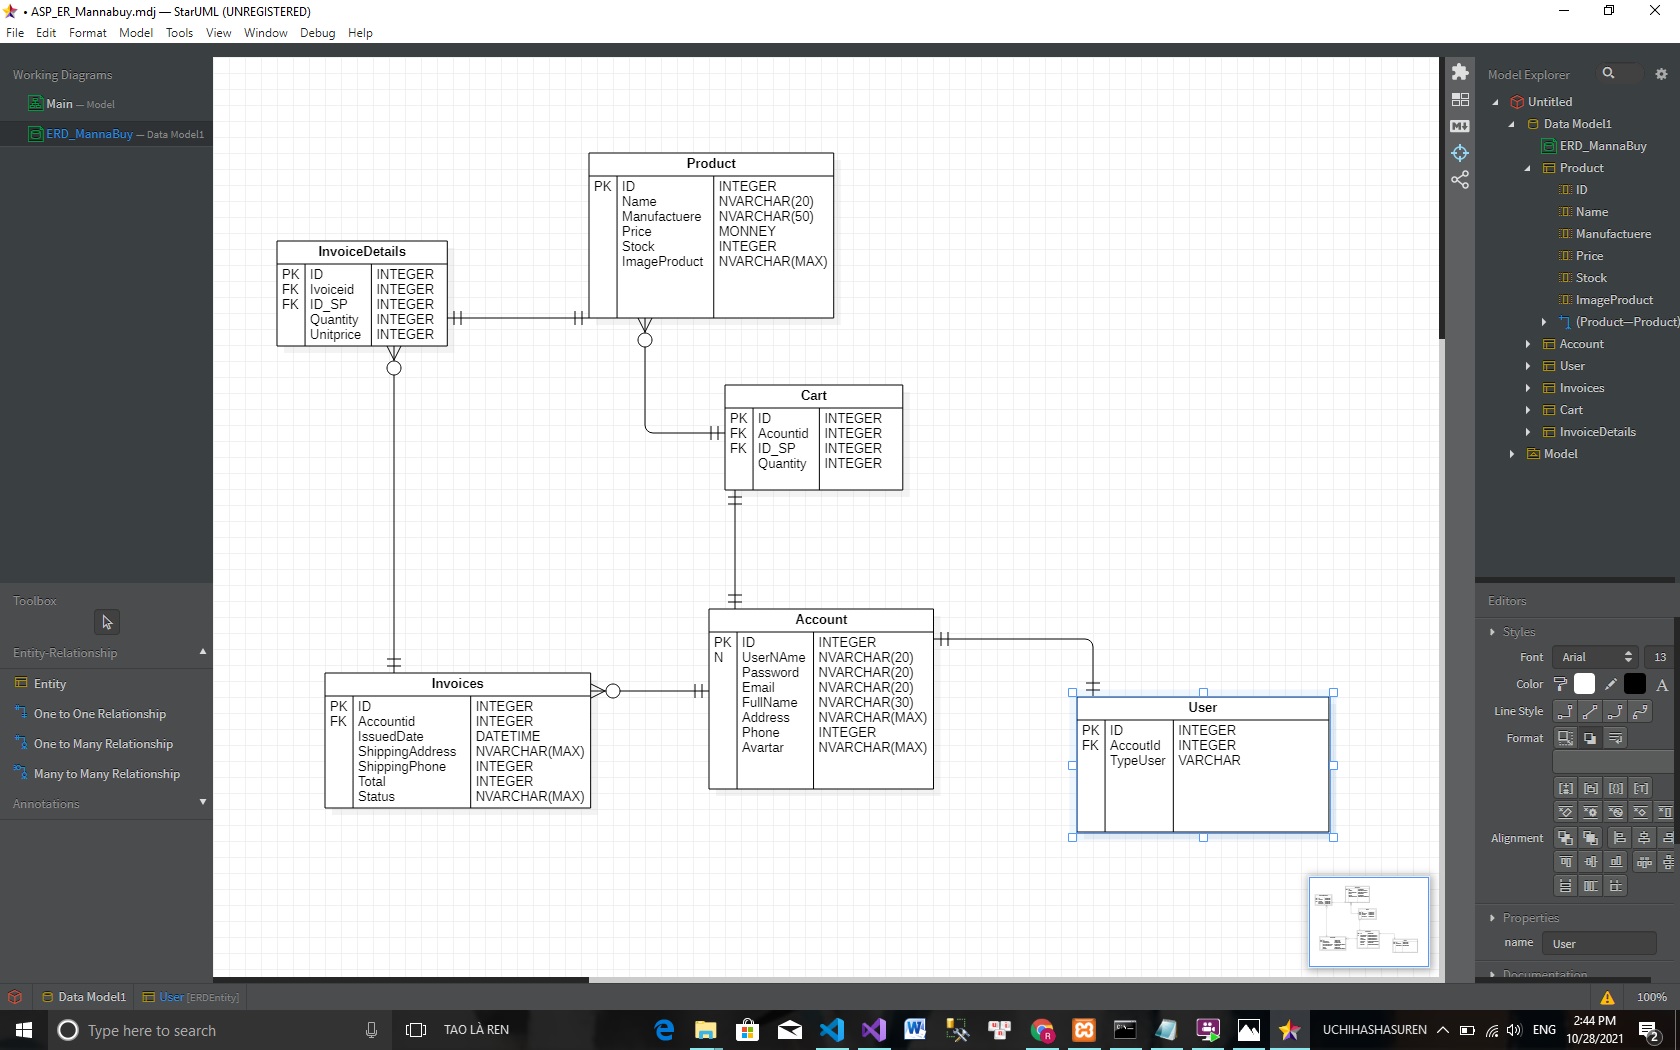 • ASP_ER_Mannabuy.mdj — StarUML (UNREGISTERED)
File Edit Format Model Tools View Window Debug Help
Working Diagrams
Main — Model
ERD_MannaBuy — Data Model1
Toolbox
Entity-Relationship
Entity
One to One Relationship
One to Many Relationship
Many to Many Relationship
Annotations
Product
PK ID INTEGER
Name NVARCHAR(20)
Manufactuere NVARCHAR(50)
Price MONNEY
Stock INTEGER
ImageProduct NVARCHAR(MAX)
InvoiceDetails
PK ID INTEGER
FK Ivoiceid INTEGER
FK ID_SP INTEGER
Quantity INTEGER
Unitprice INTEGER
Cart
PK ID INTEGER
FK Acountid INTEGER
FK ID_SP INTEGER
Quantity INTEGER
Account
PK ID INTEGER
N UserNAme NVARCHAR(20)
Password NVARCHAR(20)
Email NVARCHAR(20)
FullName NVARCHAR(30)
Address NVARCHAR(MAX)
Phone INTEGER
Avartar NVARCHAR(MAX)
Invoices
PK ID INTEGER
FK Accountid INTEGER
IssuedDate DATETIME
ShippingAddress NVARCHAR(MAX)
ShippingPhone INTEGER
Total INTEGER
Status NVARCHAR(MAX)
User
PK ID INTEGER
FK AccoutId INTEGER
TypeUser VARCHAR
M+
Model Explorer
Untitled
Data Model1
ERD_MannaBuy
Product
ID
Name
Manufactuere
Price
Stock
ImageProduct
(Product—Product)
Account
User
Invoices
Cart
InvoiceDetails
Model
Editors
Styles
Font Arial 13
Color A
Line Style
Format
Alignment
Properties
name User
Documentation
Data Model1 User [ERDEntity] 100%
Type here to search
TAO LÀ REN
UCHIHASHASUREN
ENG
2:44 PM
10/28/2021
2